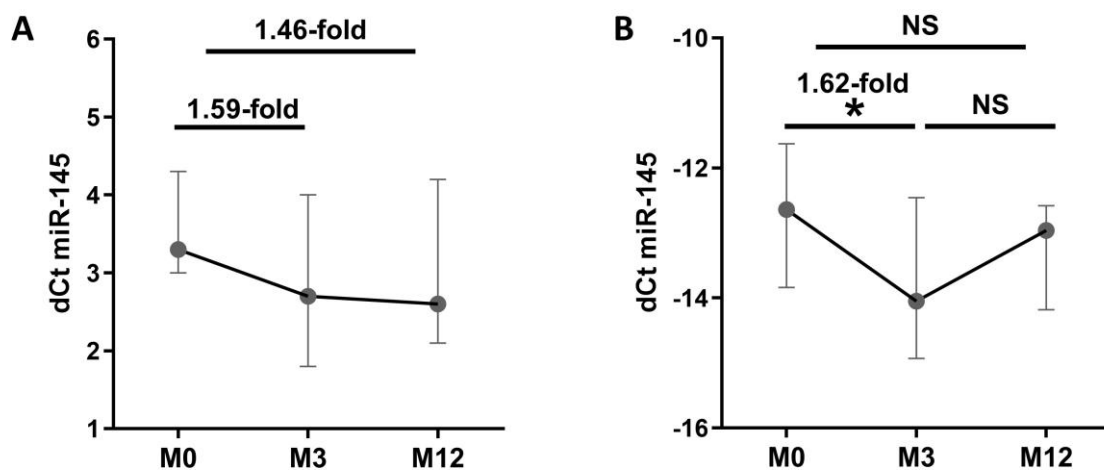 A
6
5
4
3
2
1
dCt miR-145
1.46-fold
1.59-fold
M0 M3 M12
B
-10
-12
-14
-16
dCt miR-145
NS
1.62-fold
*
NS
M0 M3 M12